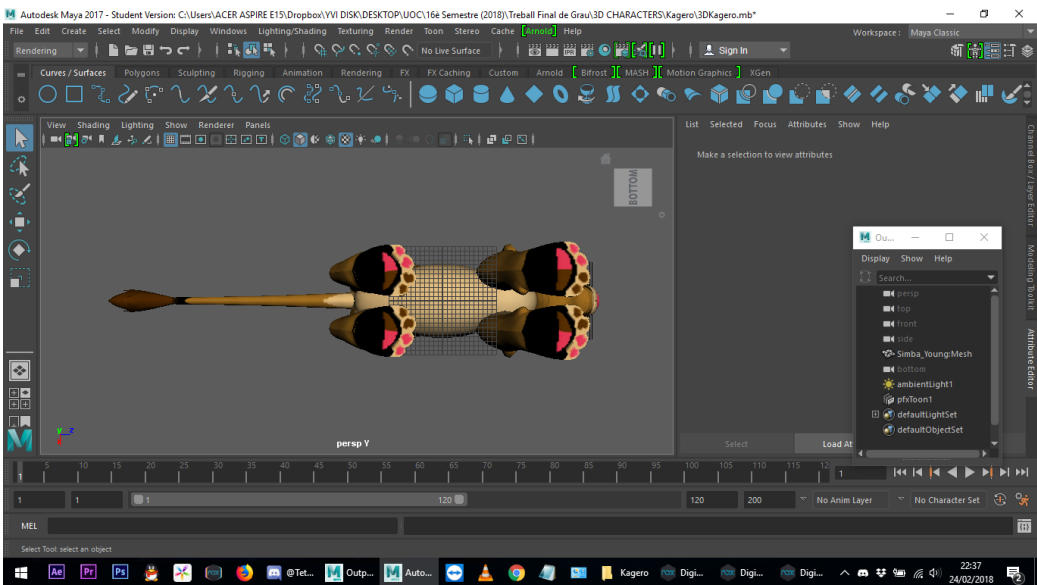 Autodesk Maya 2017 - Student Version: C:\Users\ACER ASPIRE E15\Dropbox\YVI DISK\DESKTOP\UOC\16è Semestre (2018)\Treball Final de Grau\3D CHARACTERS\Kagero\3DKagero.mb*
File Edit Create Select Modify Display Windows Lighting/Shading Texturing Render Toon Stereo Cache [Arnold] Help Workspace: Maya Classic
Rendering No Live Surface Sign In
Curves / Surfaces Polygons Sculpting Rigging Animation Rendering FX FX Caching Custom Arnold [ Bifrost ][ MASH ][ Motion Graphics ] XGen
View Shading Lighting Show Renderer Panels
List Selected Focus Attributes Show Help
Make a selection to view attributes
BOTTOM
Channel Box / Layer Editor
Modeling Toolkit
Attribute Editor
Ou...
Display Show Help
Search...
persp
top
front
side
Simba_Young:Mesh
bottom
ambientLight1
pfxToon1
defaultLightSet
defaultObjectSet
y z
persp Y
Select Load At
1 5 10 15 20 25 30 35 40 45 50 55 60 65 70 75 80 85 90 95 100 105 110 115 12 1
1 1 1 120 120 200 No Anim Layer No Character Set
MEL
Select Tool: select an object
Ae Pr Ps @Tet... Outp... Auto... Kagero Digi... Digi... Digi... 22:37
24/02/2018